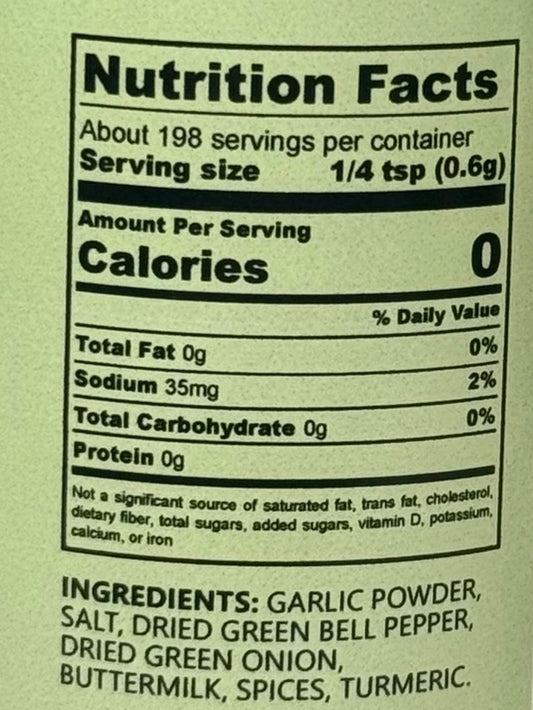 Nutrition Facts
About 198 servings per container
Serving size 1/4 tsp (0.6g)
Amount Per Serving
Calories 0
% Daily Value
Total Fat 0g 0%
Sodium 35mg 2%
Total Carbohydrate 0g 0%
Protein 0g
Not a significant source of saturated fat, trans fat, cholesterol,
dietary fiber, total sugars, added sugars, vitamin D, potassium,
calcium, or iron
INGREDIENTS: GARLIC POWDER,
SALT, DRIED GREEN BELL PEPPER,
DRIED GREEN ONION,
BUTTERMILK, SPICES, TURMERIC.